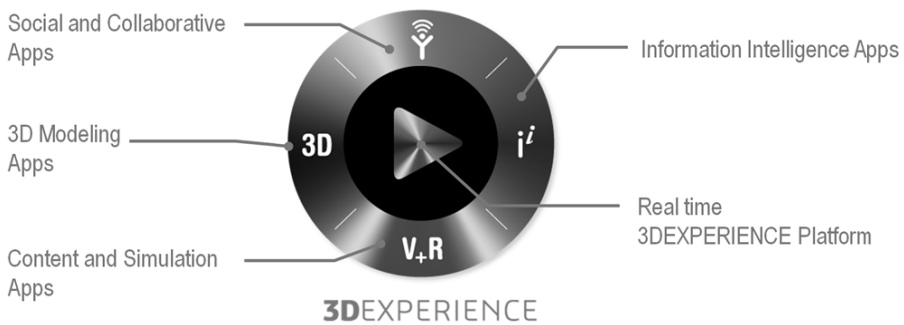 Social and Collaborative
Apps
Information Intelligence Apps
3D Modeling
Apps
3D
i i
Real time
3DEXPERIENCE Platform
V+R
Content and Simulation
Apps
3DEXPERIENCE